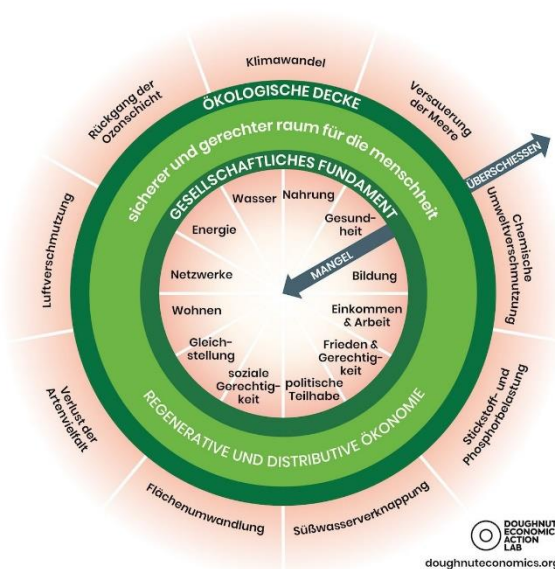 Klimawandel
Versauerung
der Meere
ÜBERSCHIESSEN
Chemische
Umweltverschmutzung
Stickstoff- und
Phosphorbelastung
Süßwasserverknappung
Flächenumwandlung
Verlust der
Artenvielfalt
Luftverschmutzung
Rückgang der
Ozonschicht
ÖKOLOGISCHE DECKE
sicherer und gerechter raum für die menschheit
GESELLSCHAFTLICHES FUNDAMENT
Wasser
Nahrung
Gesund-
heit
MANGEL
Bildung
Einkommen
& Arbeit
Frieden &
Gerechtig-
keit
politische
Teilhabe
soziale
Gerechtig-
keit
Gleich-
stellung
Wohnen
Netzwerke
Energie
REGENERATIVE UND DISTRIBUTIVE ÖKONOMIE
DOUGHNUT
ECONOMIC
ACTION
LAB
doughnuteconomics.org